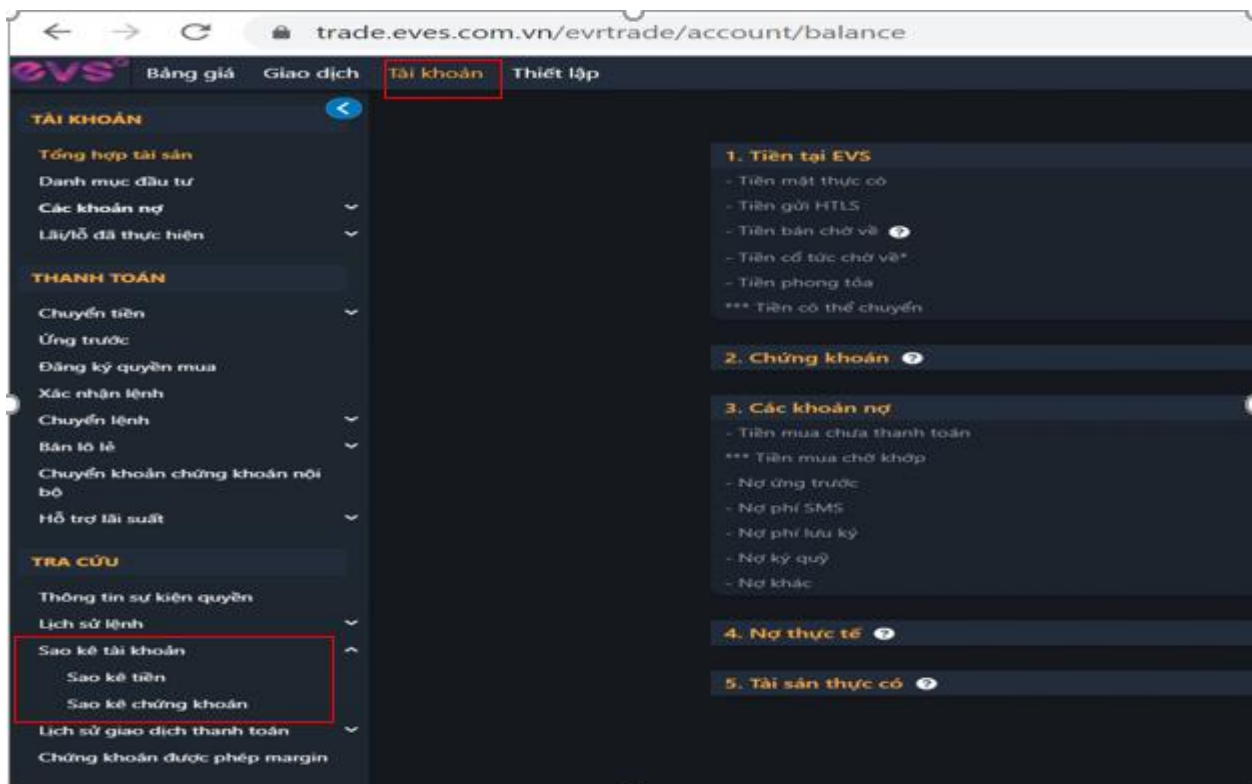 trade.eves.com.vn/evrtrade/account/balance
evs Bảng giá Giao dịch Tài khoản Thiết lập
TÀI KHOẢN
Tổng hợp tài sản
Danh mục đầu tư
Các khoản nợ
Lãi/lỗ đã thực hiện
THANH TOÁN
Chuyển tiền
Ứng trước
Đăng ký quyền mua
Xác nhận lệnh
Chuyển lệnh
Bán lô lẻ
Chuyển khoản chứng khoán nội
bộ
Hỗ trợ lãi suất
TRA CỨU
Thông tin sự kiện quyền
Lịch sử lệnh
Sao kê tài khoản
Sao kê tiền
Sao kê chứng khoán
Lịch sử giao dịch thanh toán
Chứng khoán được phép margin
1. Tiền tại EVS
- Tiền mặt thực có
- Tiền gửi HTLS
- Tiền bán chờ về ?
- Tiền cổ tức chờ về*
- Tiền phong tỏa
*** Tiền có thể chuyển
2. Chứng khoán ?
3. Các khoản nợ
- Tiền mua chưa thanh toán
*** Tiền mua chờ khớp
- Nợ ứng trước
- Nợ phí SMS
- Nợ phí lưu ký
- Nợ ký quỹ
- Nợ khác
4. Nợ thực tế ?
5. Tài sản thực có ?